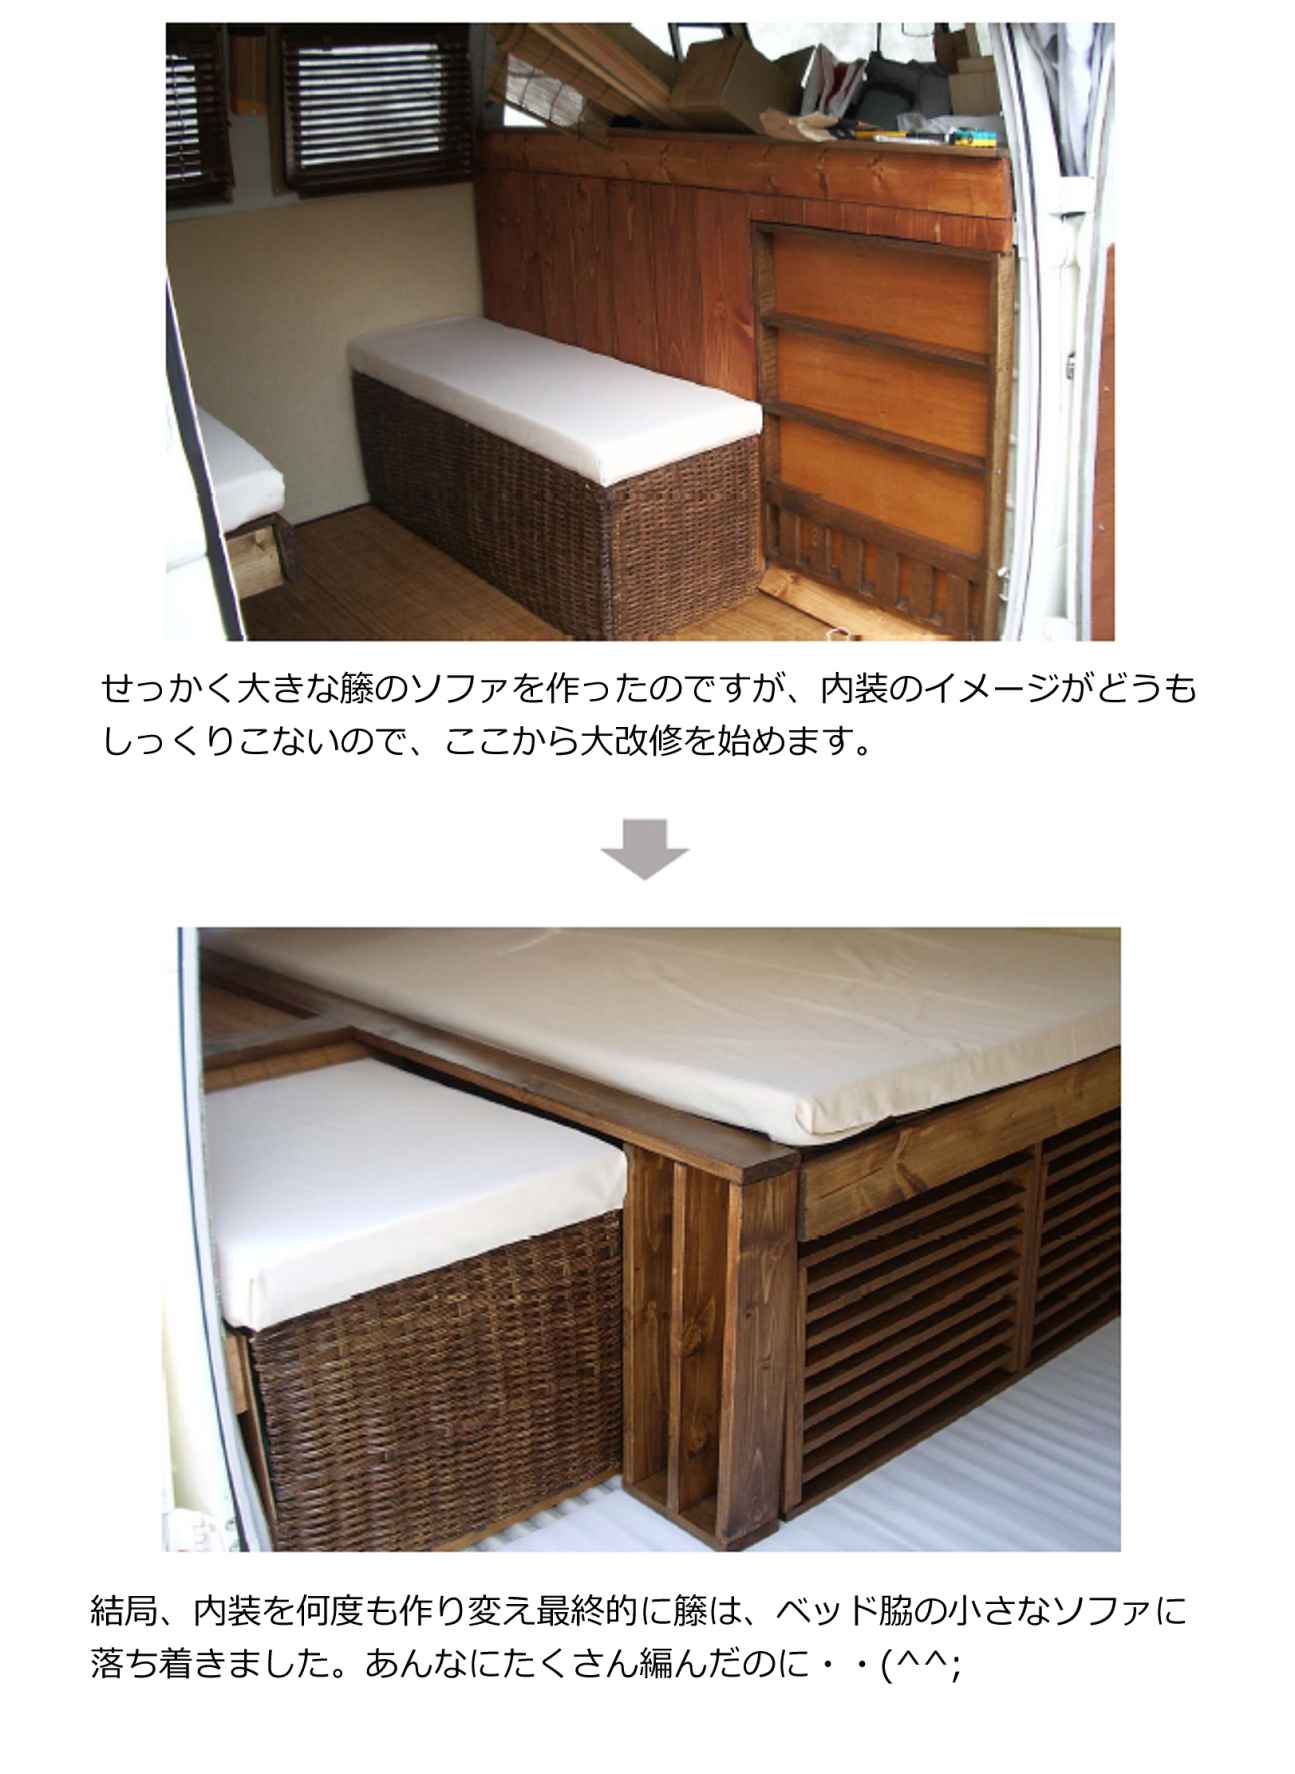 せっかく大きな籐のソファを作ったのですが、内装のイメージがどうも
しっくりこないので、ここから大改修を始めます。
結局、内装を何度も作り変え最終的に籐は、ベッド脇の小さなソファに
落ち着きました。あんなにたくさん編んだのに・・(^^;